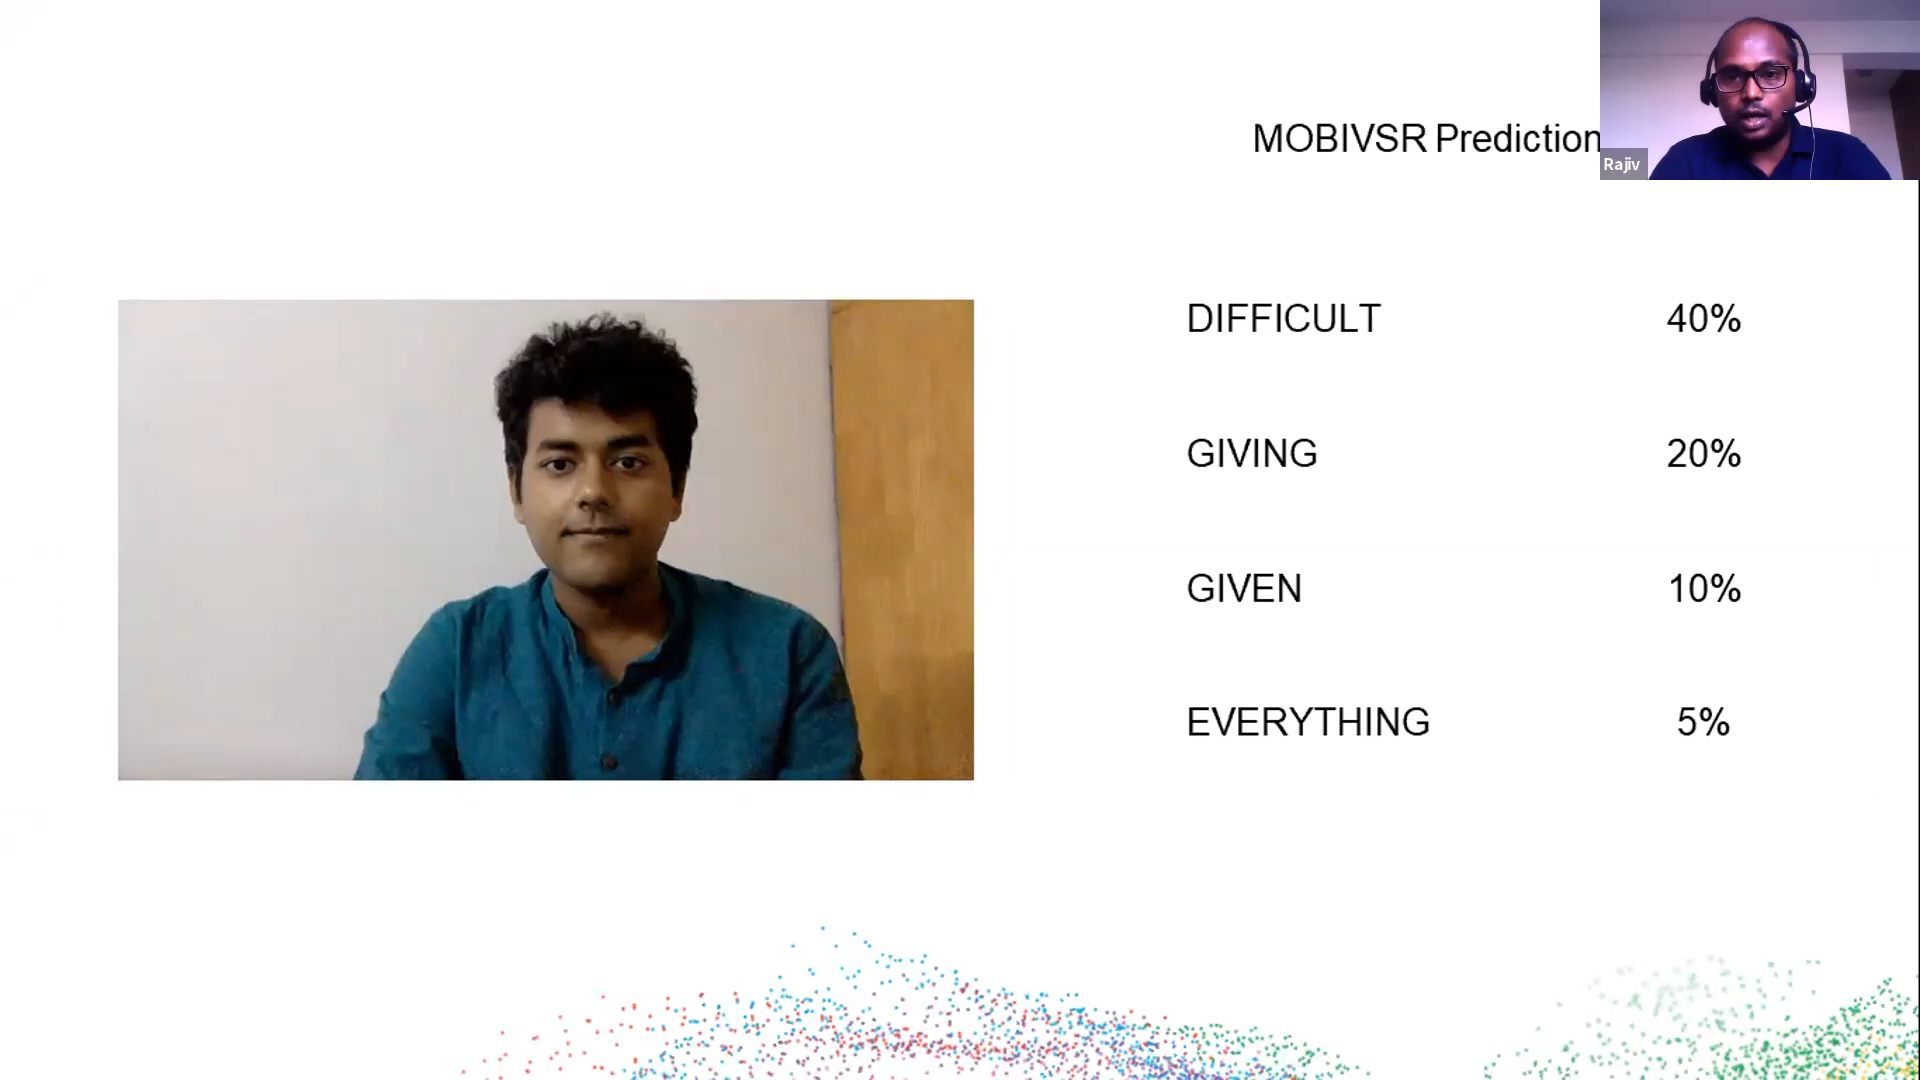 MOBIVSR Prediction
Rajiv
DIFFICULT 40%
GIVING 20%
GIVEN 10%
EVERYTHING 5%